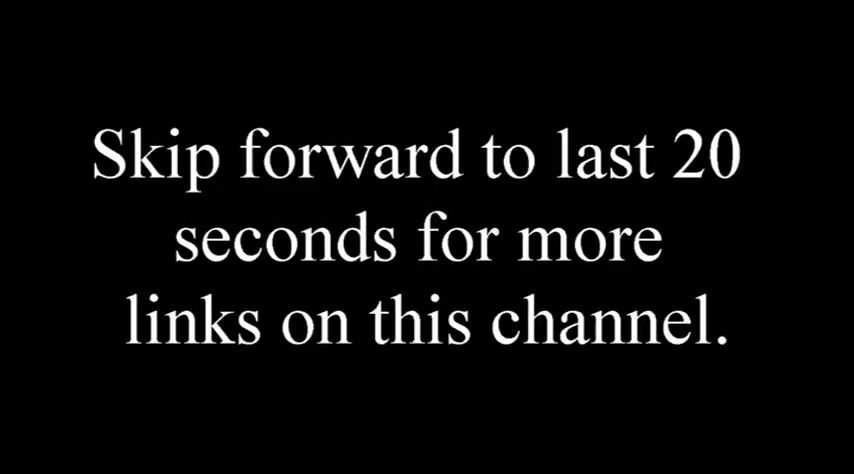 Skip forward to last 20
seconds for more
links on this channel.